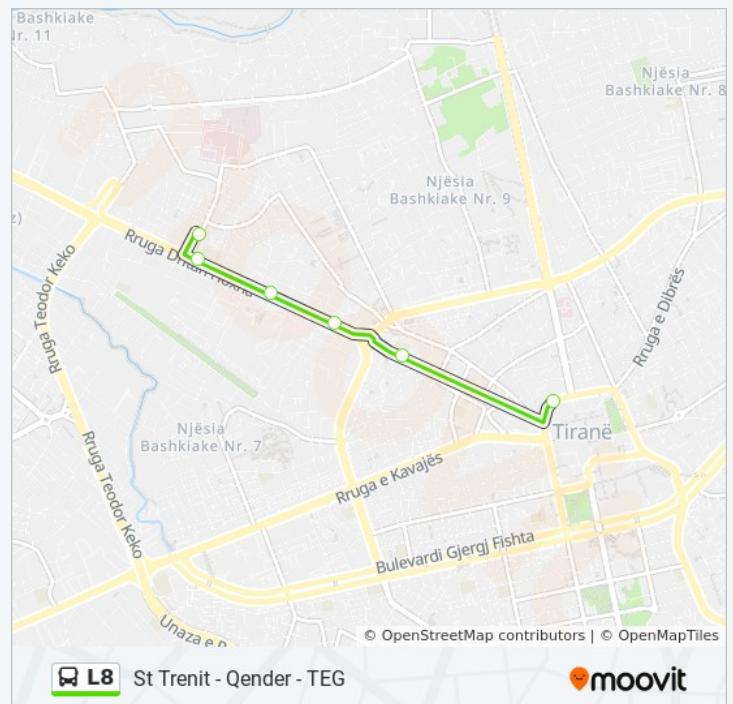 Bashkiake
Nr. 11
Njësia
Bashkiake Nr. 8
Njësia
Bashkiake Nr. 9
Rruga Dritan Hoxha
Rruga Teodor Keko
Rruga e Dibrës
Njësia
Bashkiake Nr. 7
Tiranë
Rruga e Kavajës
Rruga Teodor Keko
Bulevardi Gjergj Fishta
Unaza e
© OpenStreetMap contributors | © OpenMapTiles
L8 St Trenit - Qender - TEG
moovit